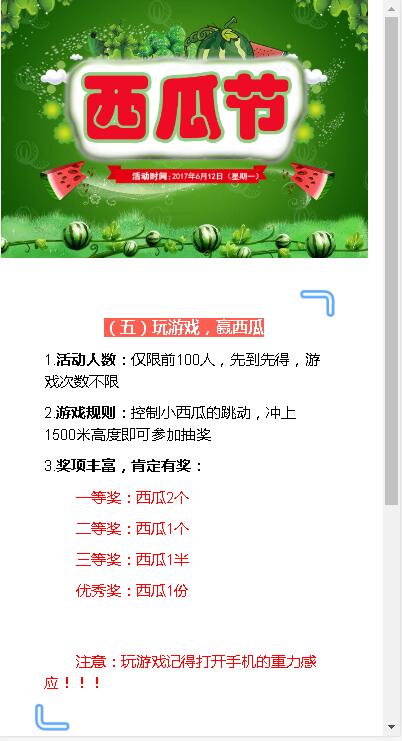 西瓜节
活动时间：2017年6月12日（星期一）
（五）玩游戏，赢西瓜
1.活动人数：仅限前100人，先到先得，游
戏次数不限
2.游戏规则：控制小西瓜的跳动，冲上
1500米高度即可参加抽奖
3.奖项丰富，肯定有奖：
一等奖：西瓜2个
二等奖：西瓜1个
三等奖：西瓜1半
优秀奖：西瓜1份
注意：玩游戏记得打开手机的重力感
应！！！